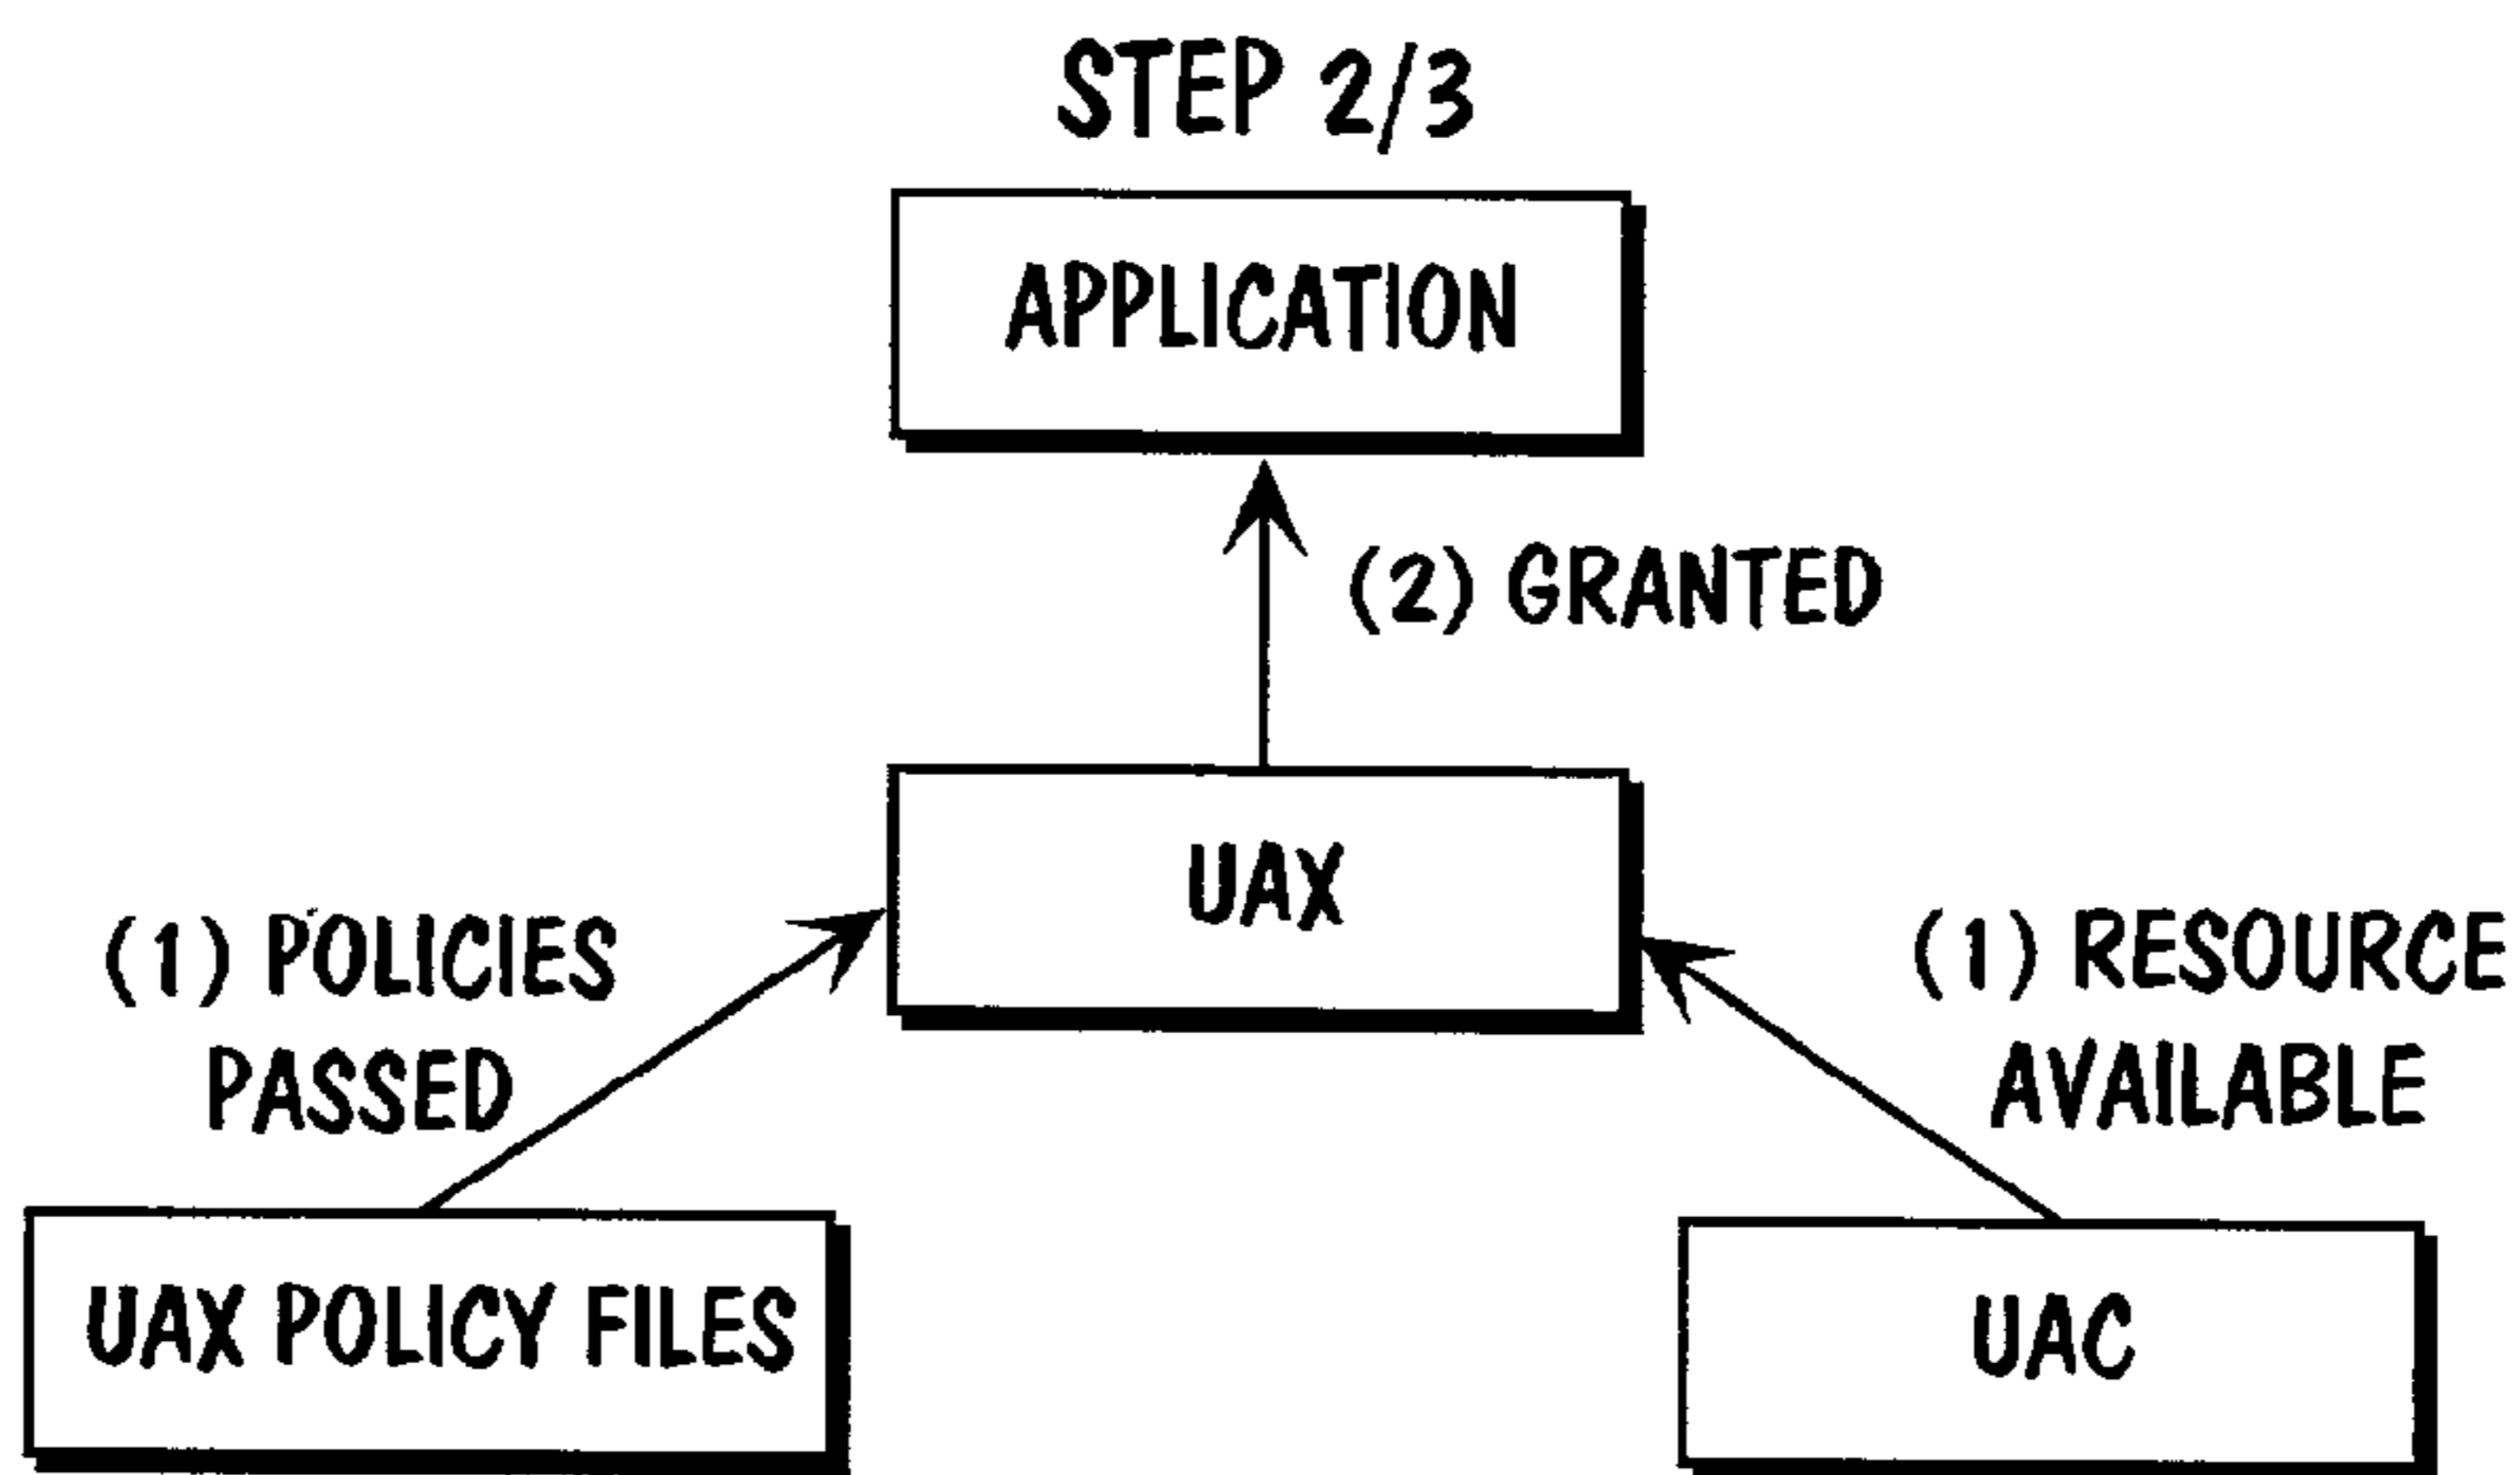 STEP 2/3
APPLICATION
(2) GRANTED
UAX
(1) POLICIES
PASSED
(1) RESOURCE
AVAILABLE
UAX POLICY FILES
UAC